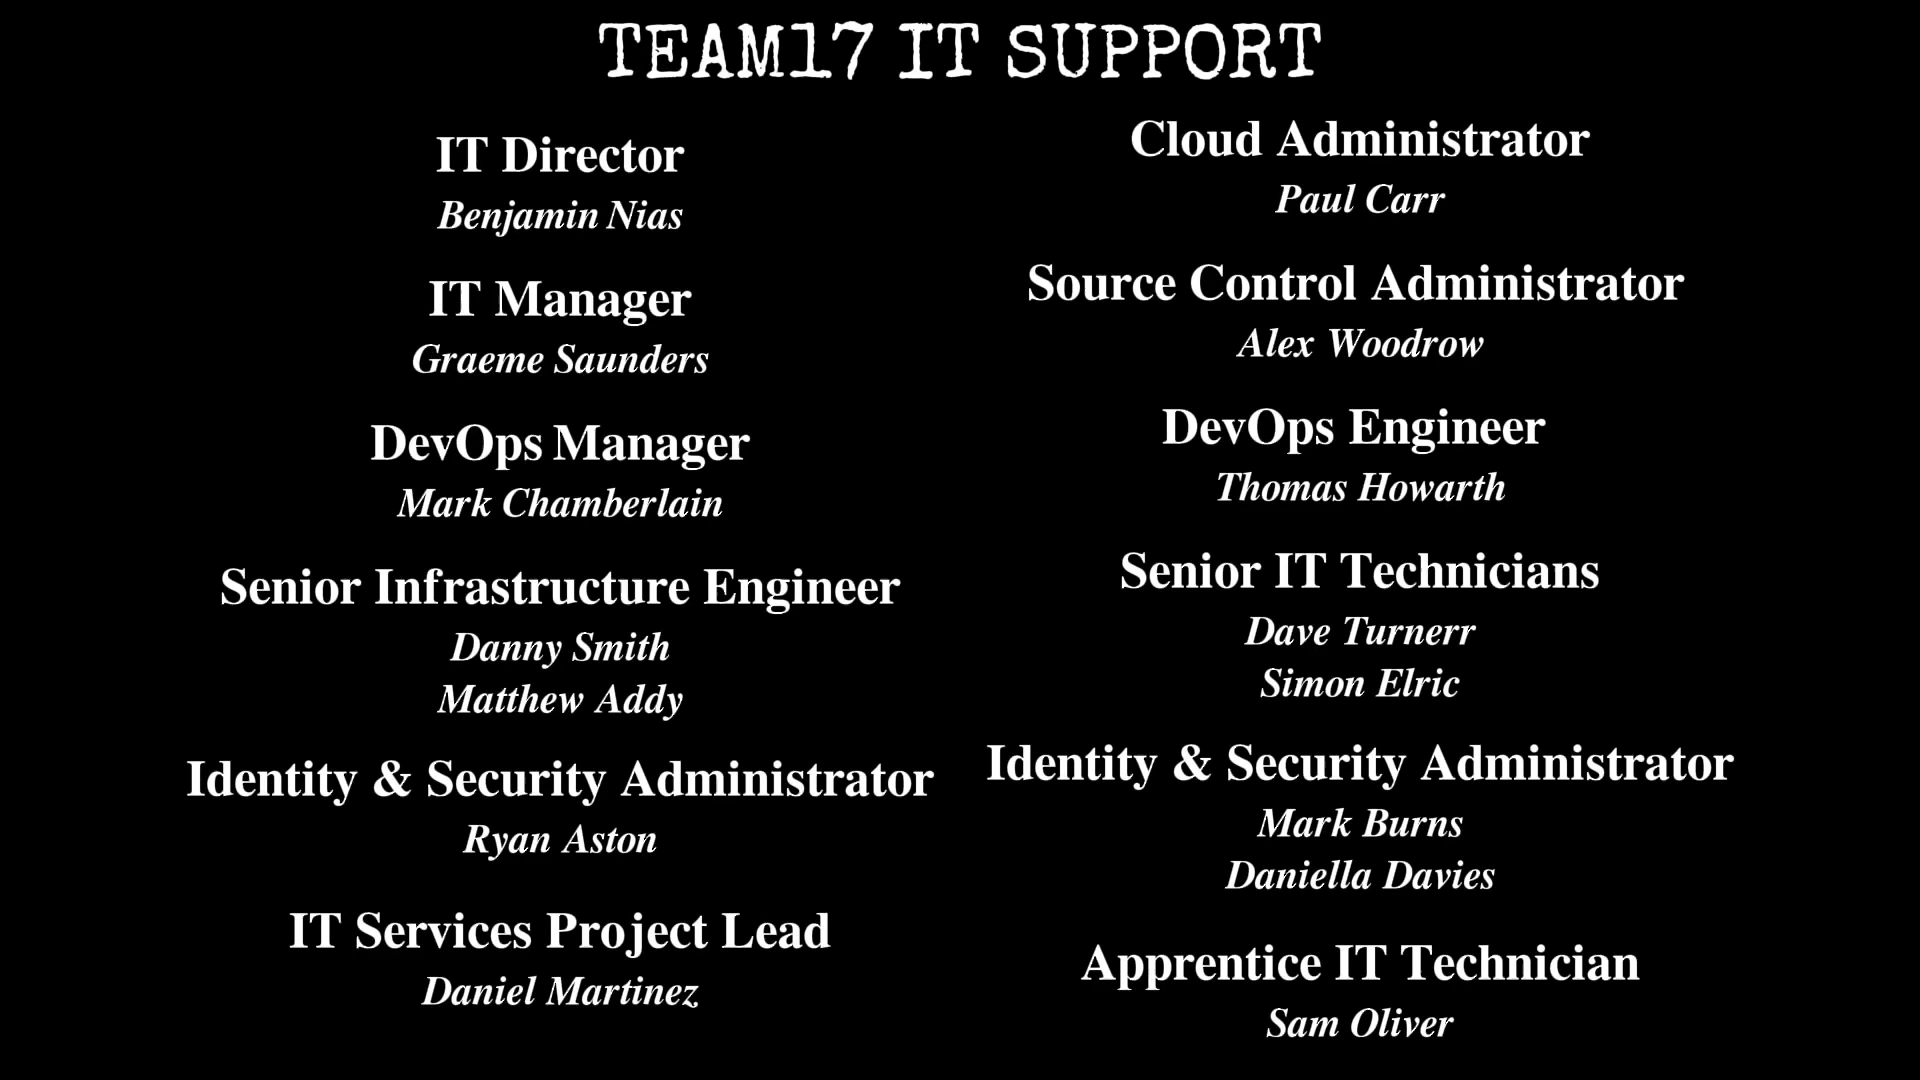 TEAM17 IT SUPPORT
IT Director
Benjamin Nias
IT Manager
Graeme Saunders
DevOps Manager
Mark Chamberlain
Senior Infrastructure Engineer
Danny Smith
Matthew Addy
Identity & Security Administrator
Ryan Aston
IT Services Project Lead
Daniel Martinez
Cloud Administrator
Paul Carr
Source Control Administrator
Alex Woodrow
DevOps Engineer
Thomas Howarth
Senior IT Technicians
Dave Turnerr
Simon Elric
Identity & Security Administrator
Mark Burns
Daniella Davies
Apprentice IT Technician
Sam Oliver